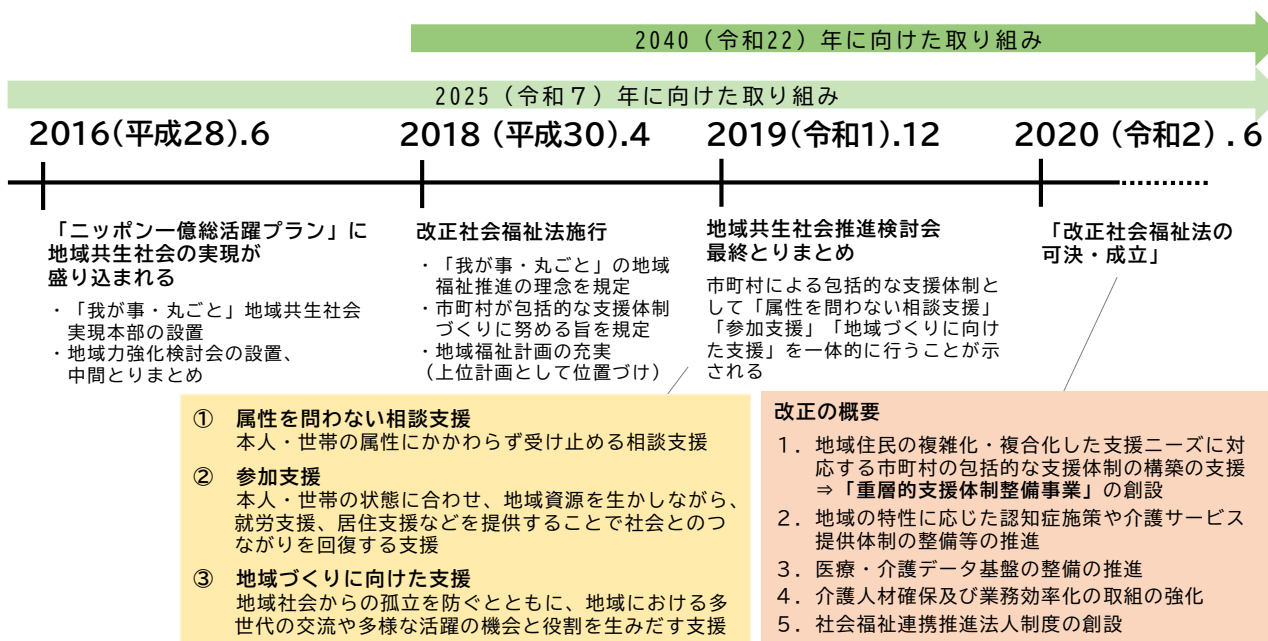 2040（令和22）年に向けた取り組み
2025（令和７）年に向けた取り組み
2016(平成28).6
2018 (平成30).4
2019(令和1).12
2020 (令和2) . 6
「ニッポン一億総活躍プラン」に
地域共生社会の実現が
盛り込まれる
・「我が事・丸ごと」地域共生社会
実現本部の設置
・地域力強化検討会の設置、
中間とりまとめ
改正社会福祉法施行
・「我が事・丸ごと」の地域
福祉推進の理念を規定
・市町村が包括的な支援体制
づくりに努める旨を規定
・地域福祉計画の充実
（上位計画として位置づけ）
地域共生社会推進検討会
最終とりまとめ
市町村による包括的な支援体制と
して「属性を問わない相談支援」
「参加支援」「地域づくりに向け
た支援」を一体的に行うことが示
される
「改正社会福祉法の
可決・成立」
① 属性を問わない相談支援
本人・世帯の属性にかかわらず受け止める相談支援
② 参加支援
本人・世帯の状態に合わせ、地域資源を生かしながら、
就労支援、居住支援などを提供することで社会とのつ
ながりを回復する支援
③ 地域づくりに向けた支援
地域社会からの孤立を防ぐとともに、地域における多
世代の交流や多様な活躍の機会と役割を生みだす支援
改正の概要
１．地域住民の複雑化・複合化した支援ニーズに対
応する市町村の包括的な支援体制の構築の支援
⇒「重層的支援体制整備事業」の創設
２．地域の特性に応じた認知症施策や介護サービス
提供体制の整備等の推進
３．医療・介護データ基盤の整備の推進
４．介護人材確保及び業務効率化の取組の強化
５．社会福祉連携推進法人制度の創設